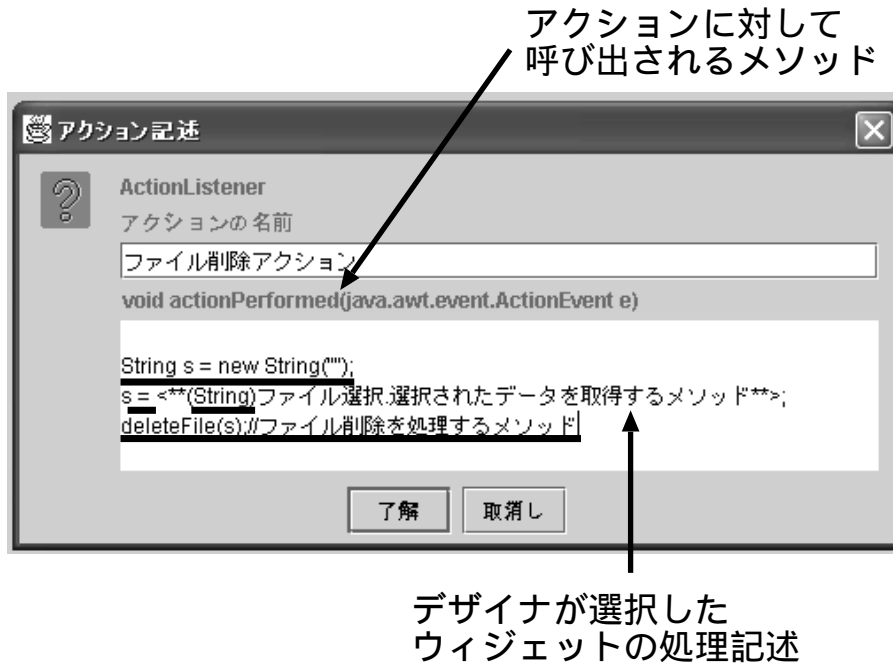 アクションに対して
呼び出されるメソッド
アクション記述
ActionListener
アクションの名前
ファイル削除アクション
void actionPerformed(java.awt.event.ActionEvent e)
String s = new String("");
s = <**(String)ファイル選択.選択されたデータを取得するメソッド**>;
deleteFile(s);//ファイル削除を処理するメソッド
了解
取消し
デザイナが選択した
ウィジェットの処理記述